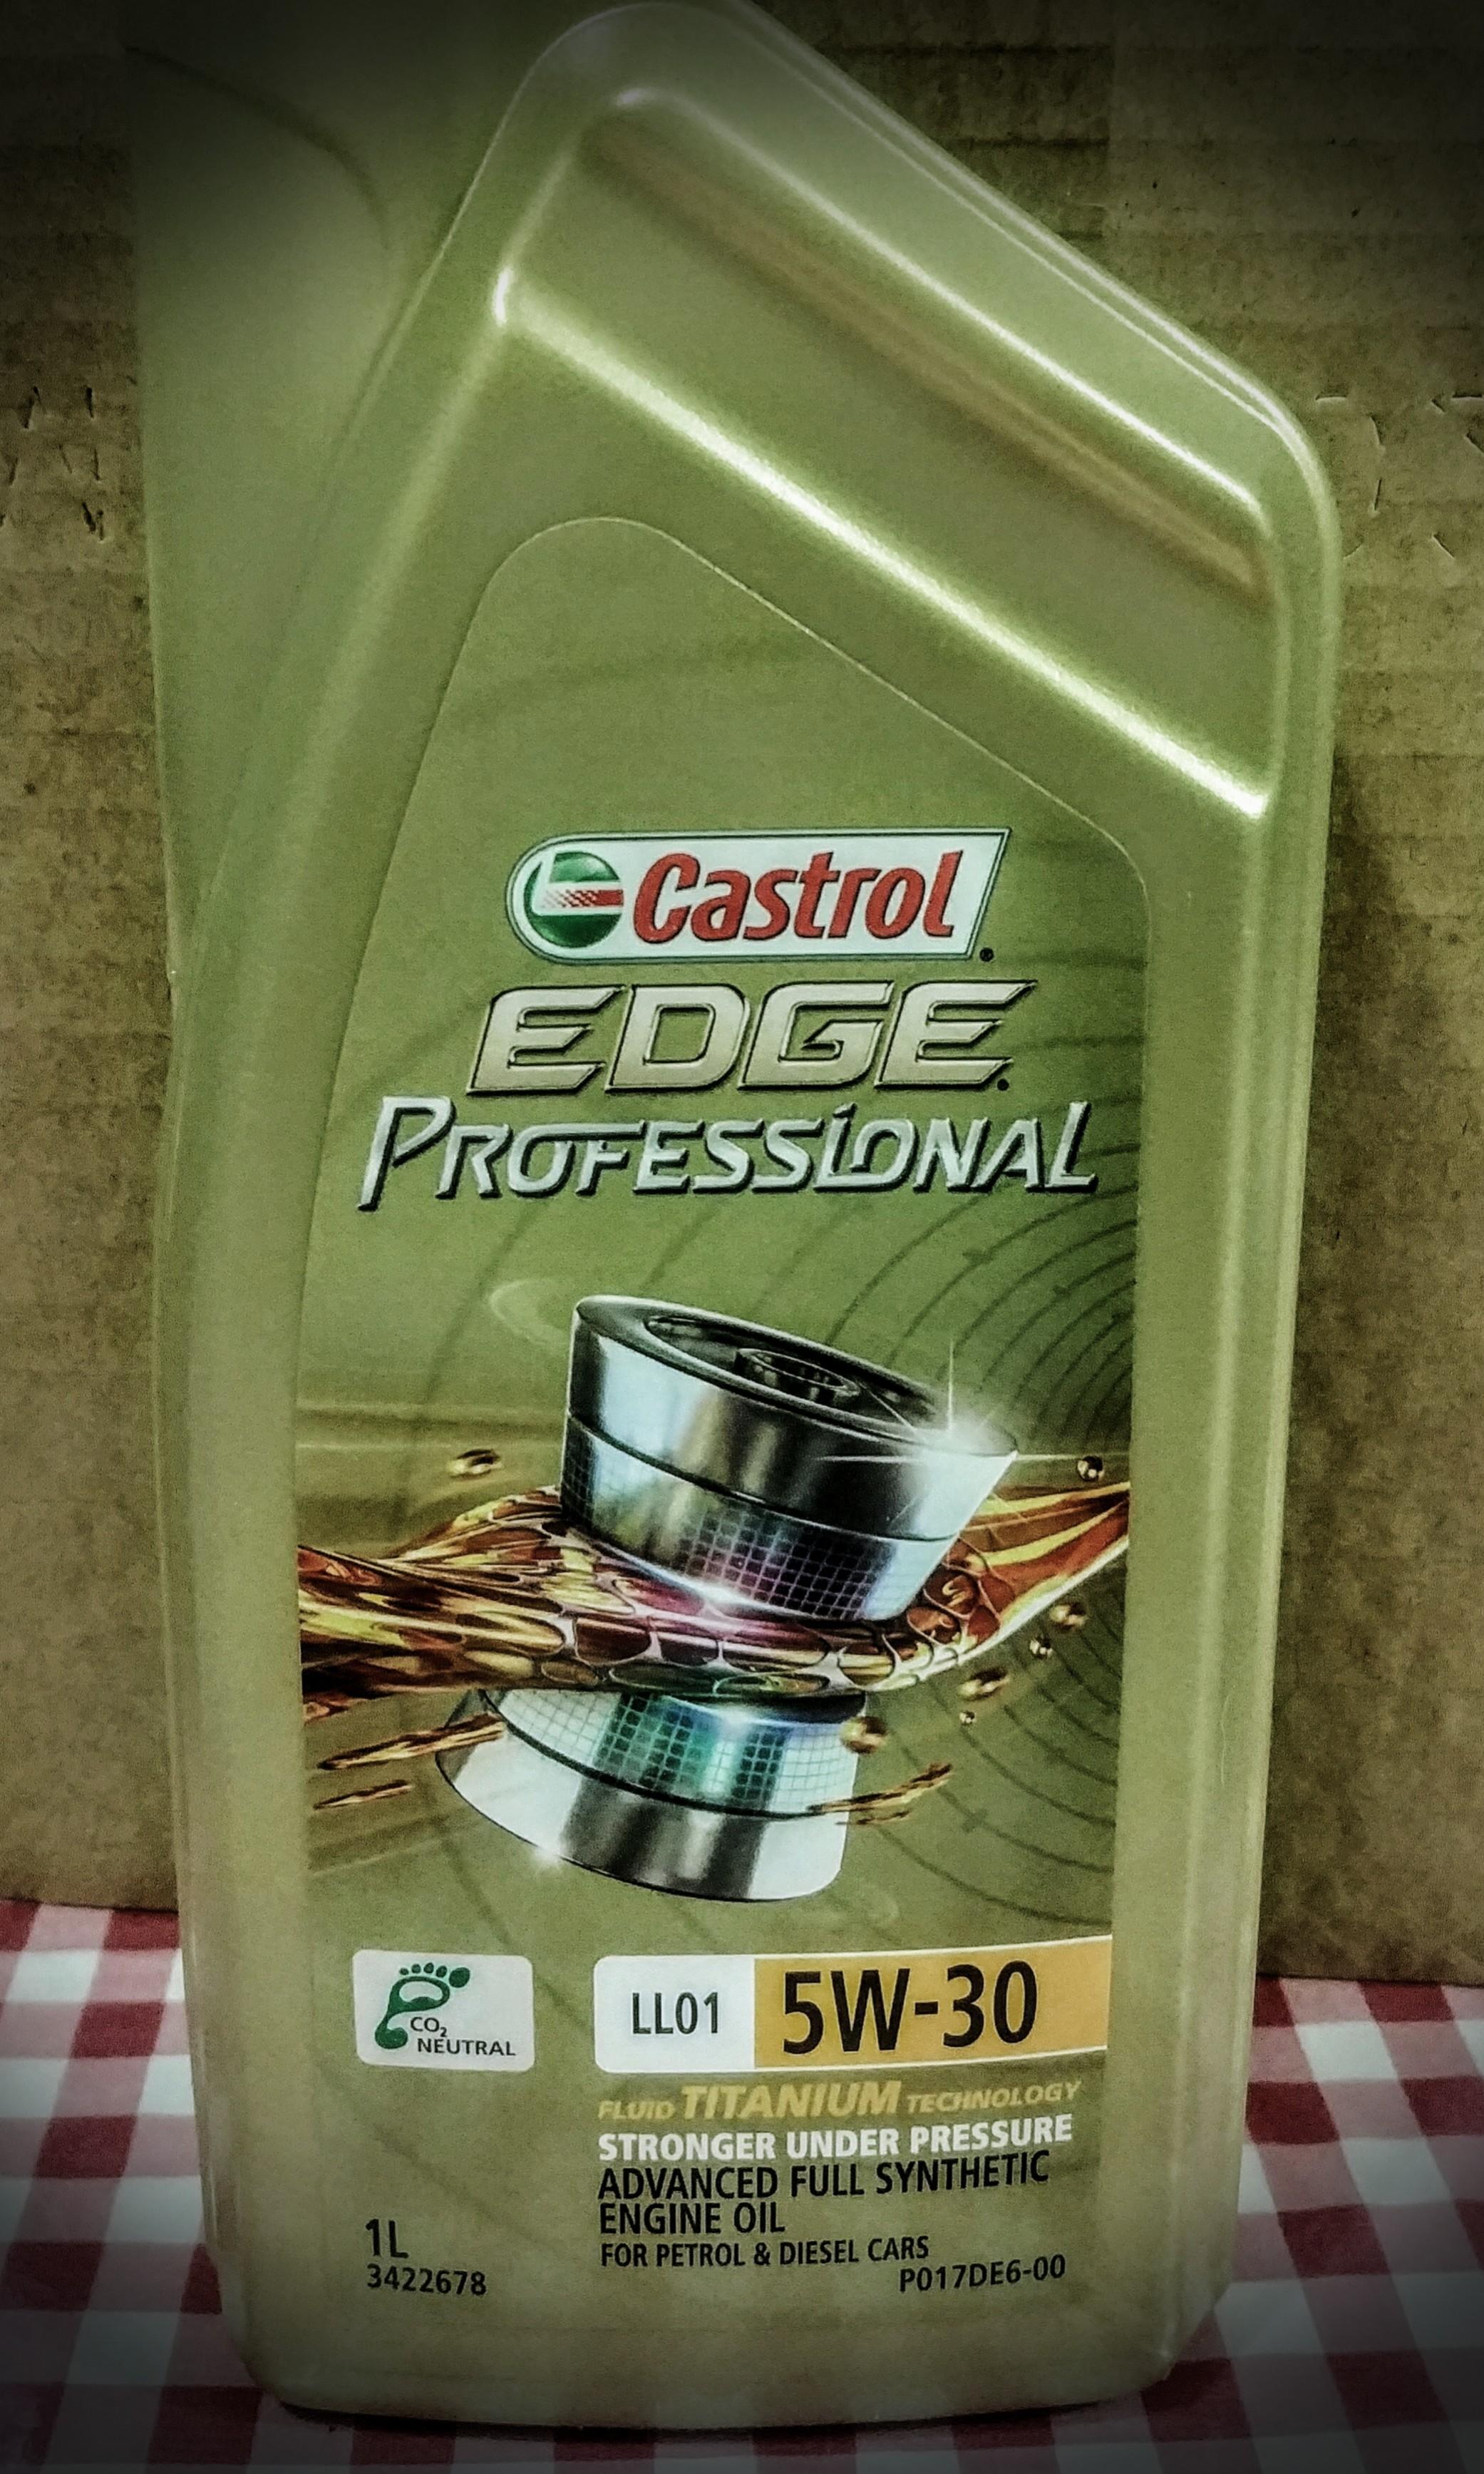 Castrol
EDGE
PROFESSIONAL
CO2
NEUTRAL
LL01 5W-30
FLUID TITANIUM TECHNOLOGY
STRONGER UNDER PRESSURE
ADVANCED FULL SYNTHETIC
ENGINE OIL
FOR PETROL & DIESEL CARS
1L
3422678
P017DE6-00